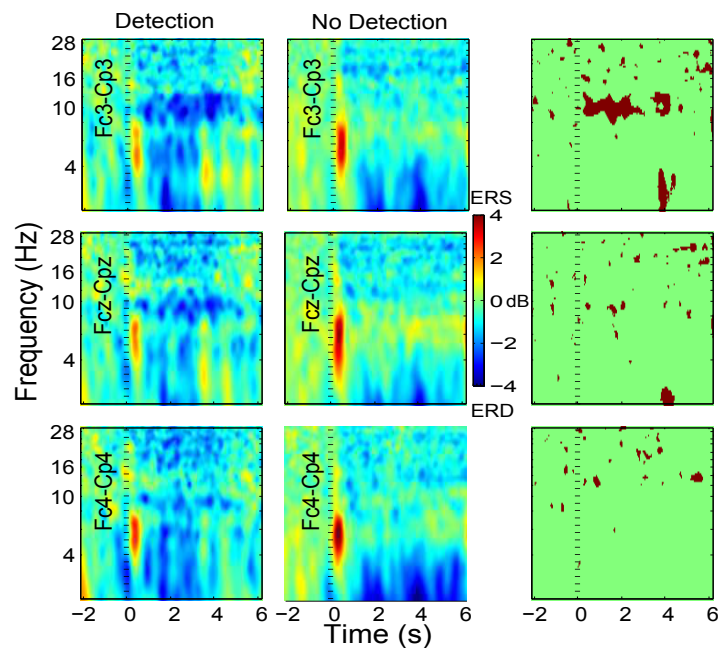 Detection
No Detection
Frequency (Hz)
Fc3-Cp3
28
16
10
4
Fc3-Cp3
ERS
4
2
0 dB
−2
−4
ERD
Fcz-Cpz
28
16
10
4
Fcz-Cpz
Fc4-Cp4
28
16
10
4
−2 0 2 4 6
Fc4-Cp4
−2 0 2 4 6
−2 0 2 4 6
Time (s)